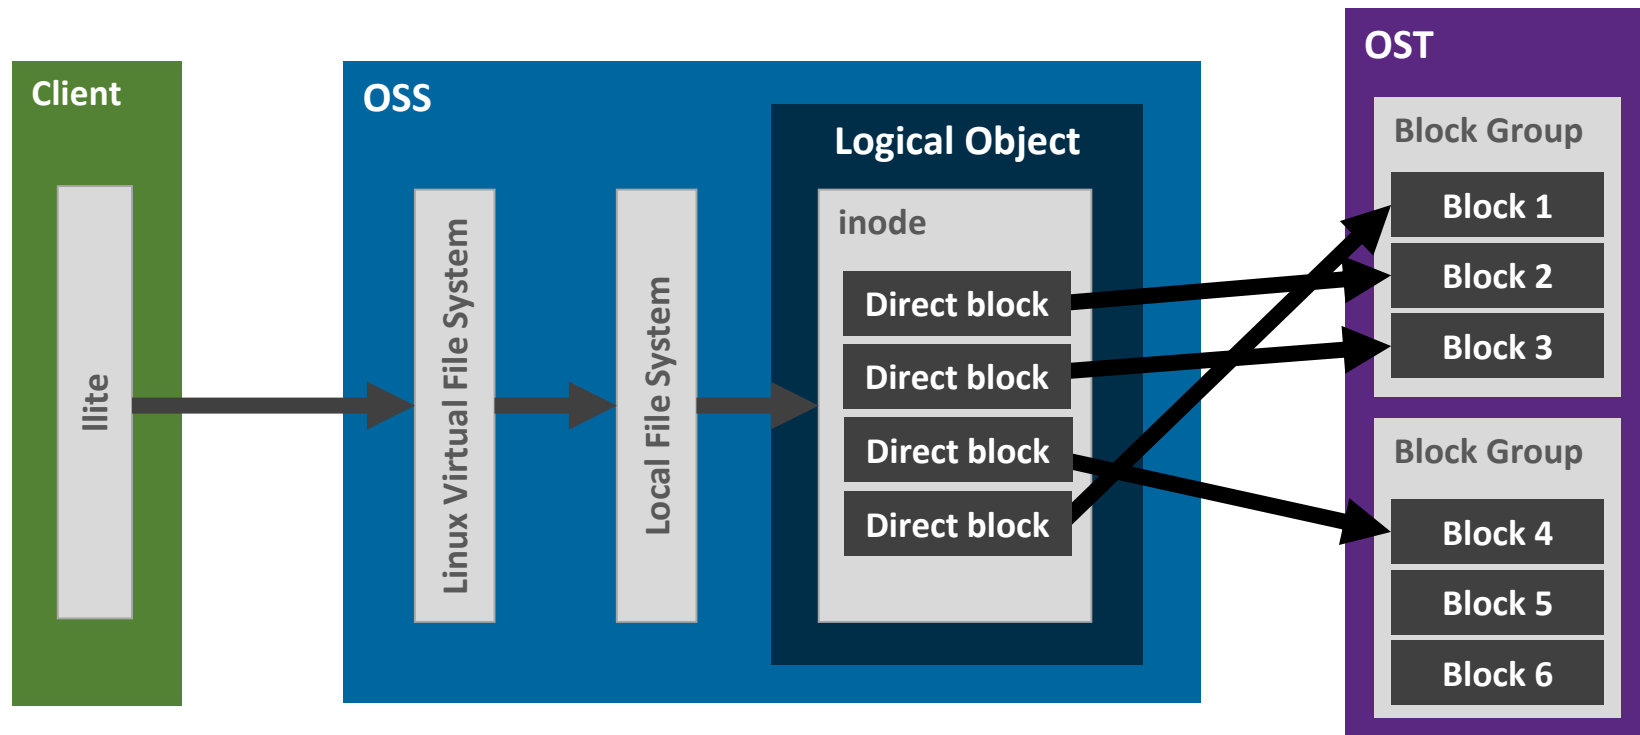 Client
llite
OSS
Linux Virtual File System
Local File System
Logical Object
inode
Direct block
Direct block
Direct block
Direct block
OST
Block Group
Block 1
Block 2
Block 3
Block Group
Block 4
Block 5
Block 6